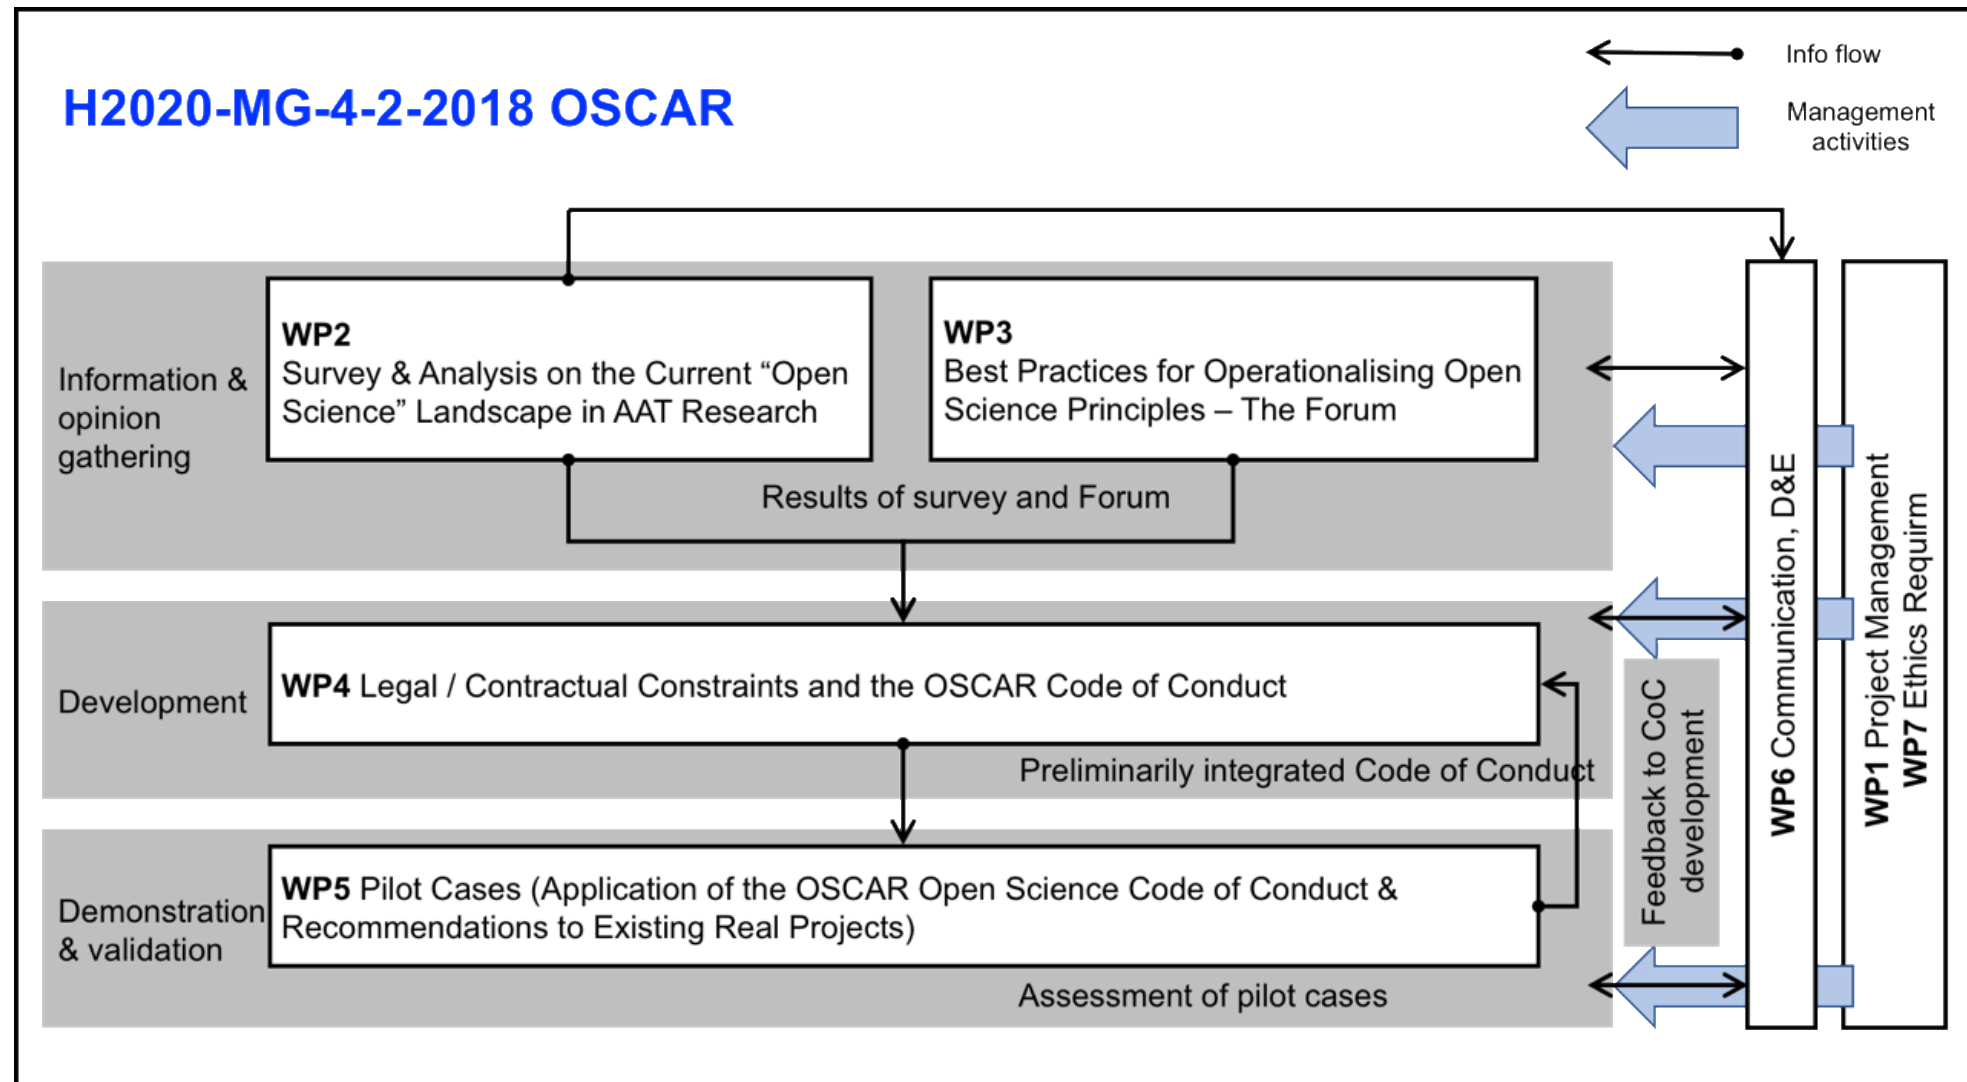 H2020-MG-4-2-2018 OSCAR
Info flow
Management
activities
Information &
opinion
gathering
WP2
Survey & Analysis on the Current “Open
Science” Landscape in AAT Research
WP3
Best Practices for Operationalising Open
Science Principles – The Forum
Results of survey and Forum
Development
WP4 Legal / Contractual Constraints and the OSCAR Code of Conduct
Preliminarily integrated Code of Conduct
Demonstration
& validation
WP5 Pilot Cases (Application of the OSCAR Open Science Code of Conduct &
Recommendations to Existing Real Projects)
Assessment of pilot cases
Feedback to CoC
development
WP6 Communication, D&E
WP1 Project Management
WP7 Ethics Requirm